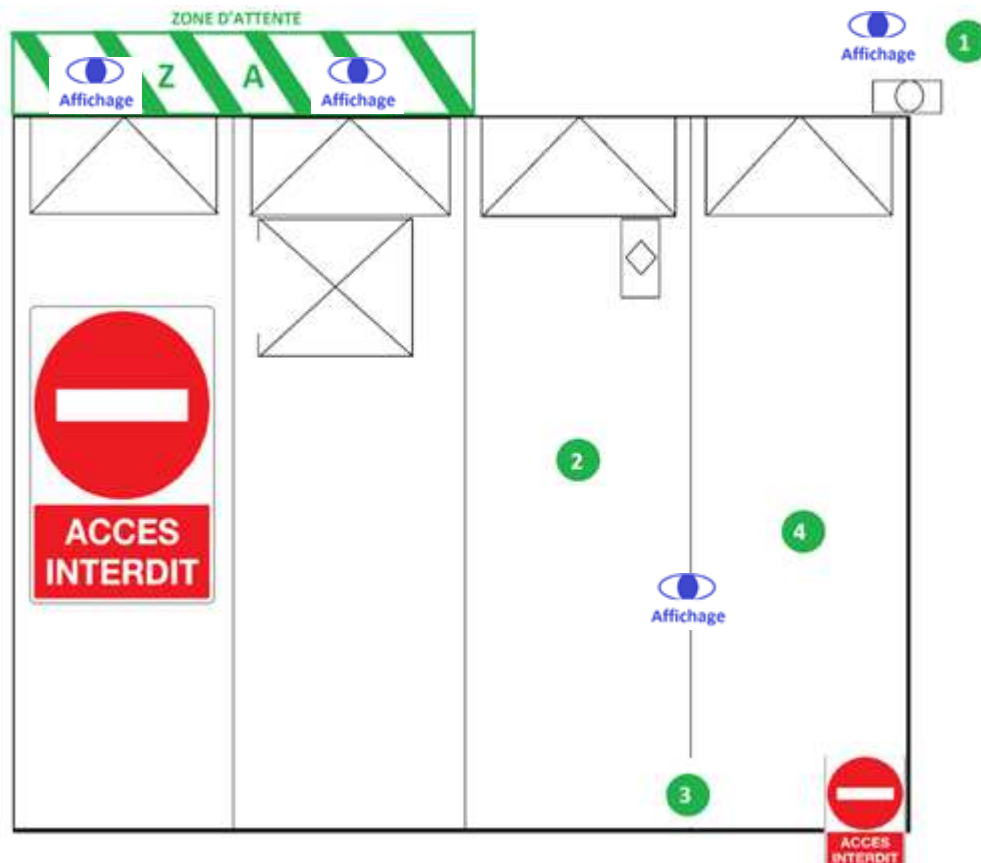 ZONE D'ATTENTE
Affichage
Z A
Affichage
Affichage
1
2
ACCES
INTERDIT
4
Affichage
3
ACCES
INTERDIT